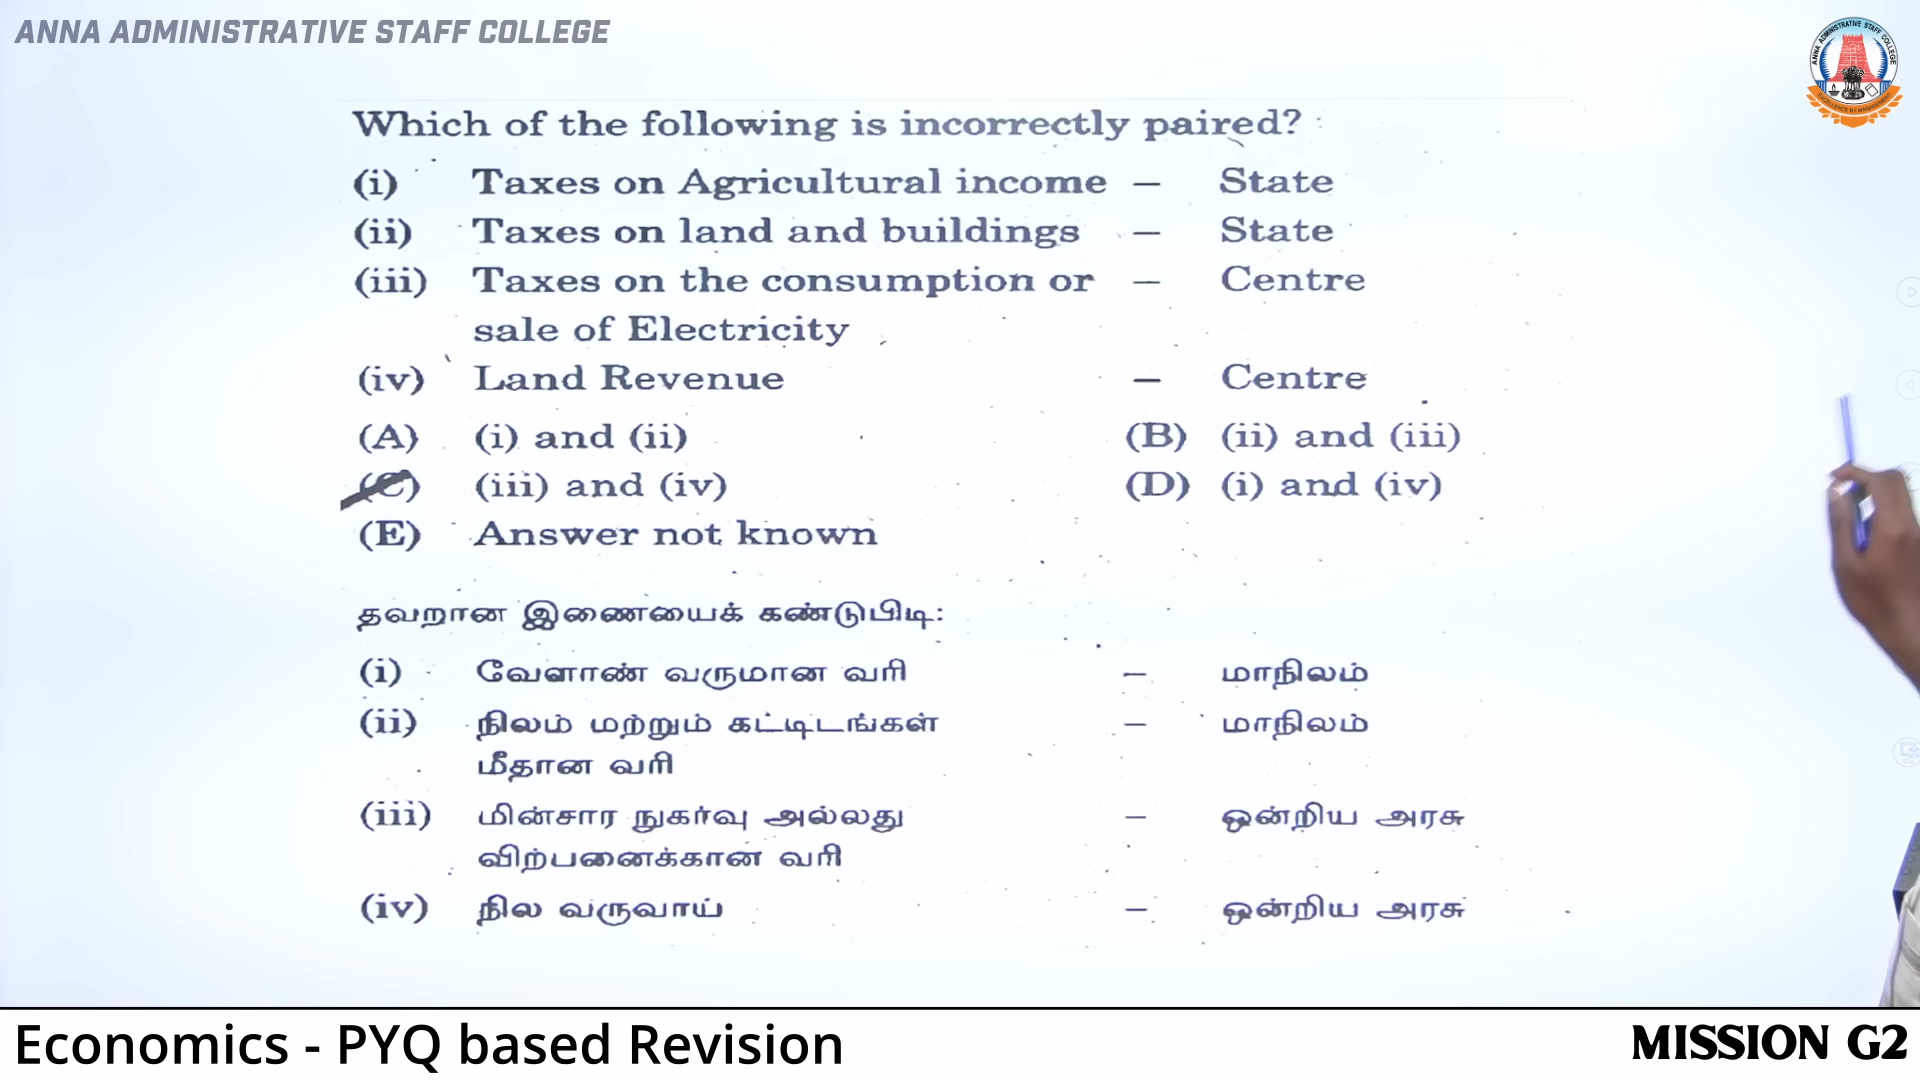 ANNA ADMINISTRATIVE STAFF COLLEGE
Which of the following is incorrectly paired?
(i) Taxes on Agricultural income – State
(ii) Taxes on land and buildings – State
(iii) Taxes on the consumption or – Centre
sale of Electricity
(iv) Land Revenue – Centre
(A) (i) and (ii) (B) (ii) and (iii)
(C) (iii) and (iv) (D) (i) and (iv)
(E) Answer not known
தவறான இணையைக் கண்டுபிடி:
(i) வேளாண் வருமான வரி – மாநிலம்
(ii) நிலம் மற்றும் கட்டிடங்கள் – மாநிலம்
மீதான வரி
(iii) மின்சார நுகர்வு அல்லது – ஒன்றிய அரசு
விற்பனைக்கான வரி
(iv) நில வருவாய் – ஒன்றிய அரசு
Economics - PYQ based Revision
MISSION G2